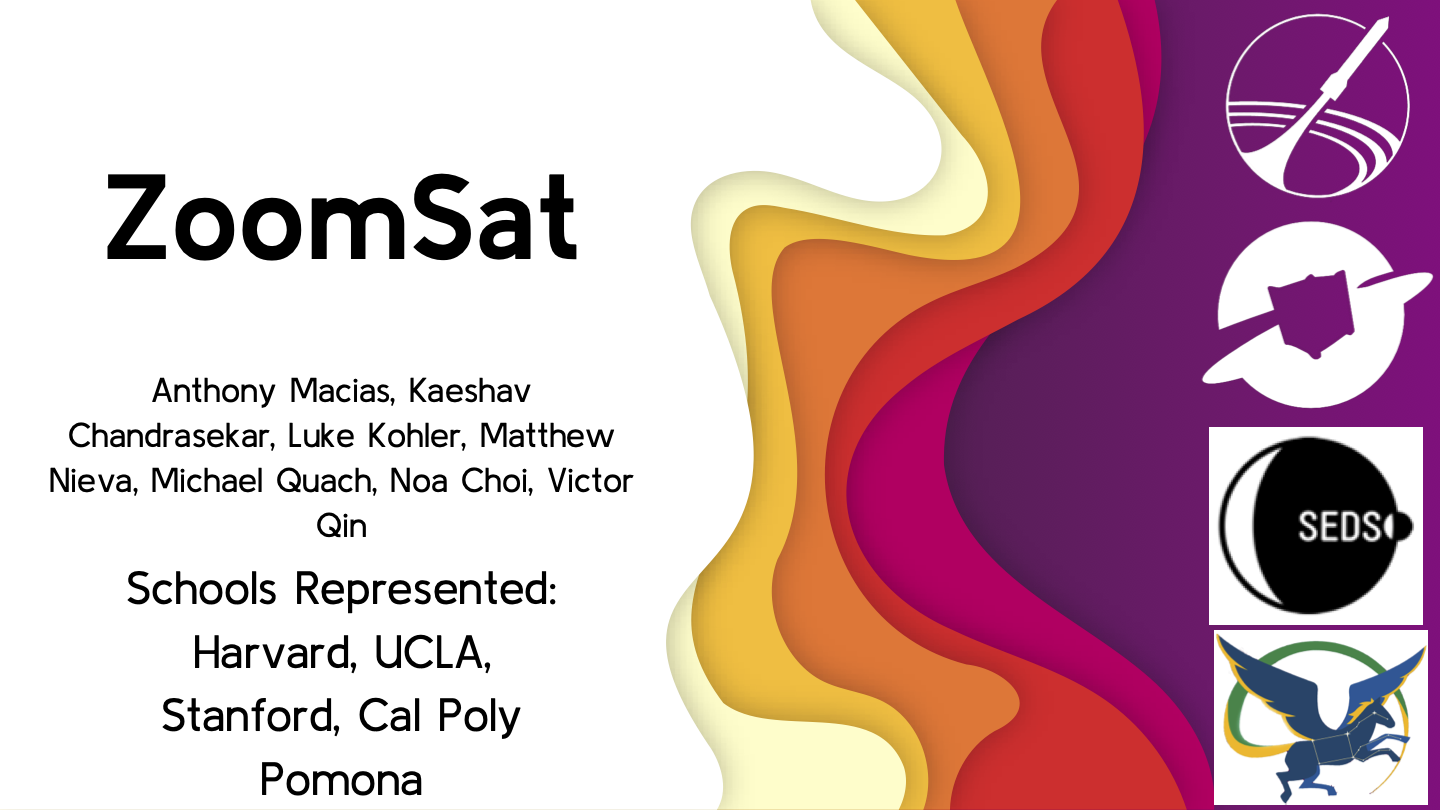 ZoomSat
Anthony Macias, Kaeshav
Chandrasekar, Luke Kohler, Matthew
Nieva, Michael Quach, Noa Choi, Victor
Qin
Schools Represented:
Harvard, UCLA,
Stanford, Cal Poly
Pomona
SEDS